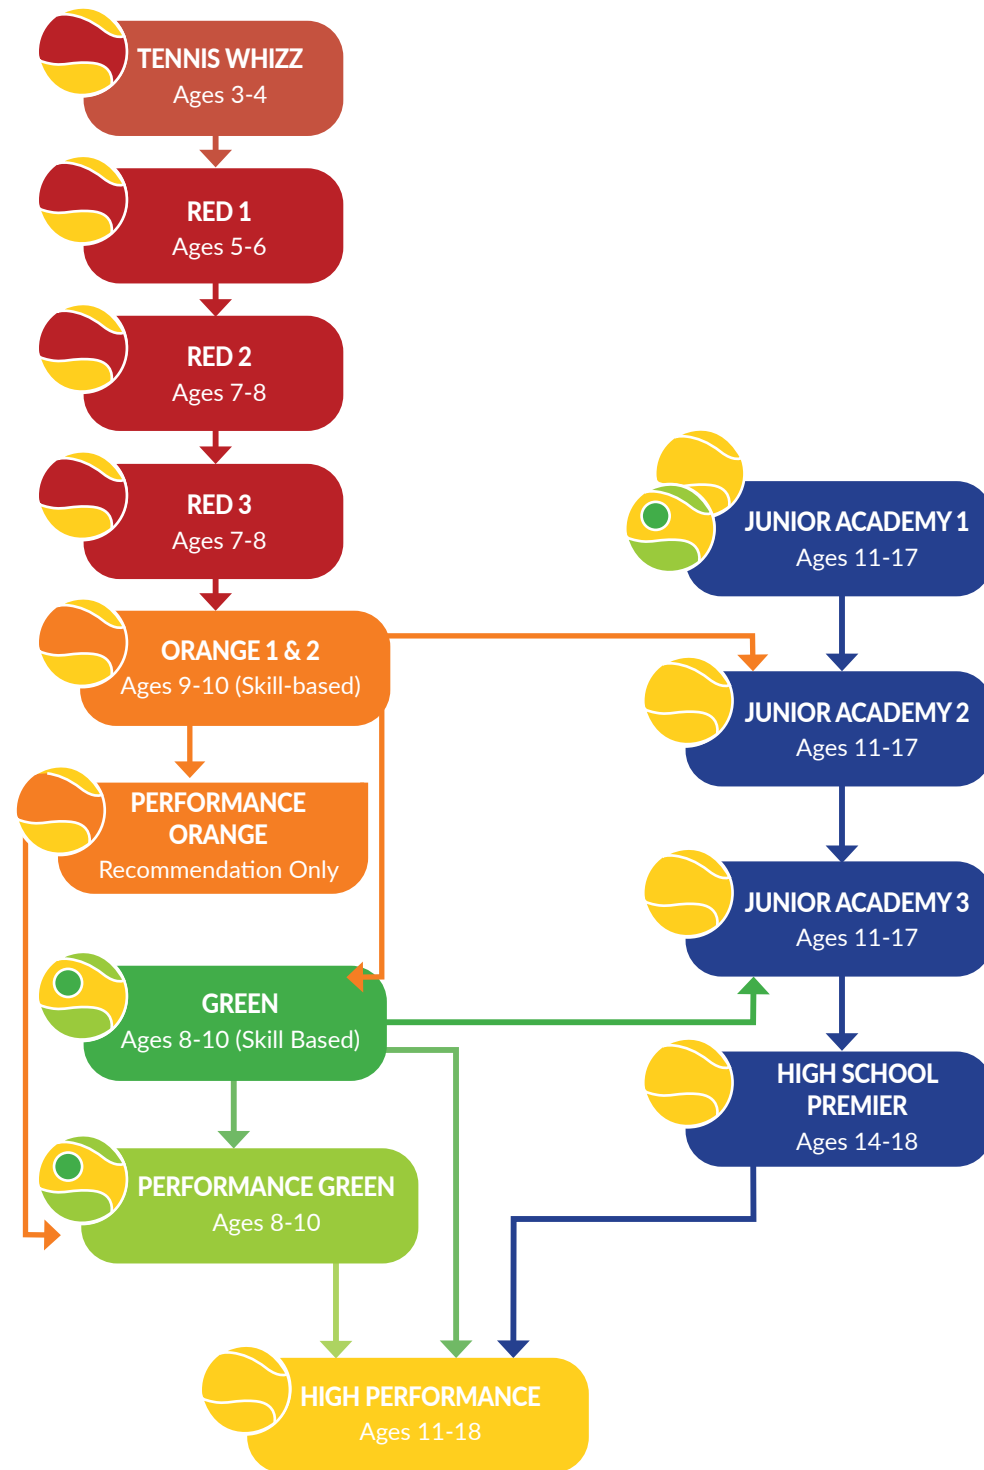 TENNIS WHIZZ
Ages 3-4
RED 1
Ages 5-6
RED 2
Ages 7-8
RED 3
Ages 7-8
ORANGE 1 & 2
Ages 9-10 (Skill-based)
PERFORMANCE
ORANGE
Recommendation Only
GREEN
Ages 8-10 (Skill Based)
PERFORMANCE GREEN
Ages 8-10
JUNIOR ACADEMY 1
Ages 11-17
JUNIOR ACADEMY 2
Ages 11-17
JUNIOR ACADEMY 3
Ages 11-17
HIGH SCHOOL
PREMIER
Ages 14-18
HIGH PERFORMANCE
Ages 11-18